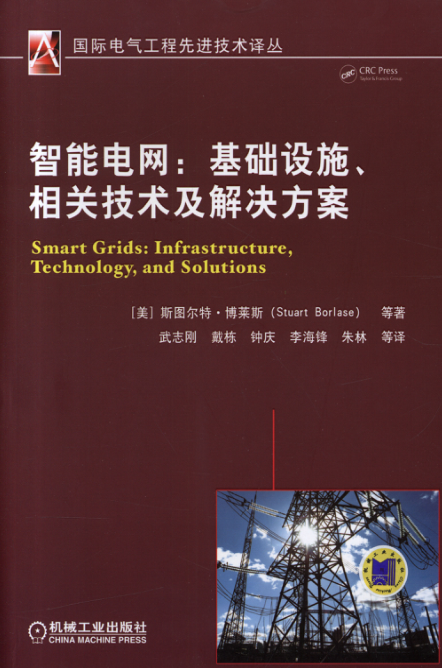 国际电气工程先进技术译丛
CRC CRC Press
Taylor & Francis Group
智能电网：基础设施、
相关技术及解决方案
Smart Grids: Infrastructure,
Technology, and Solutions
[美] 斯图尔特·博莱斯（Stuart Borlase） 等著
武志刚 戴栋 钟庆 李海锋 朱林 等译
机械工业出版社
CHINA MACHINE PRESS